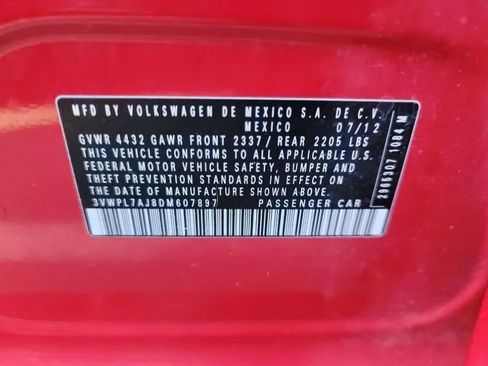 MFD BY VOLKSWAGEN DE MEXICO S.A. DE C.V.
MEXICO 07/12
GVWR 4432 GAWR FRONT 2337/ REAR 2205 LBS
THIS VEHICLE CONFORMS TO ALL APPLICABLE U.S.
FEDERAL MOTOR VEHICLE SAFETY, BUMPER AND
THEFT PREVENTION STANDARDS IN EFFECT ON
THE DATE OF MANUFACTURE SHOWN ABOVE.
3VWPL7AJ8DM607897 PASSENGER CAR
2965307 1084 M